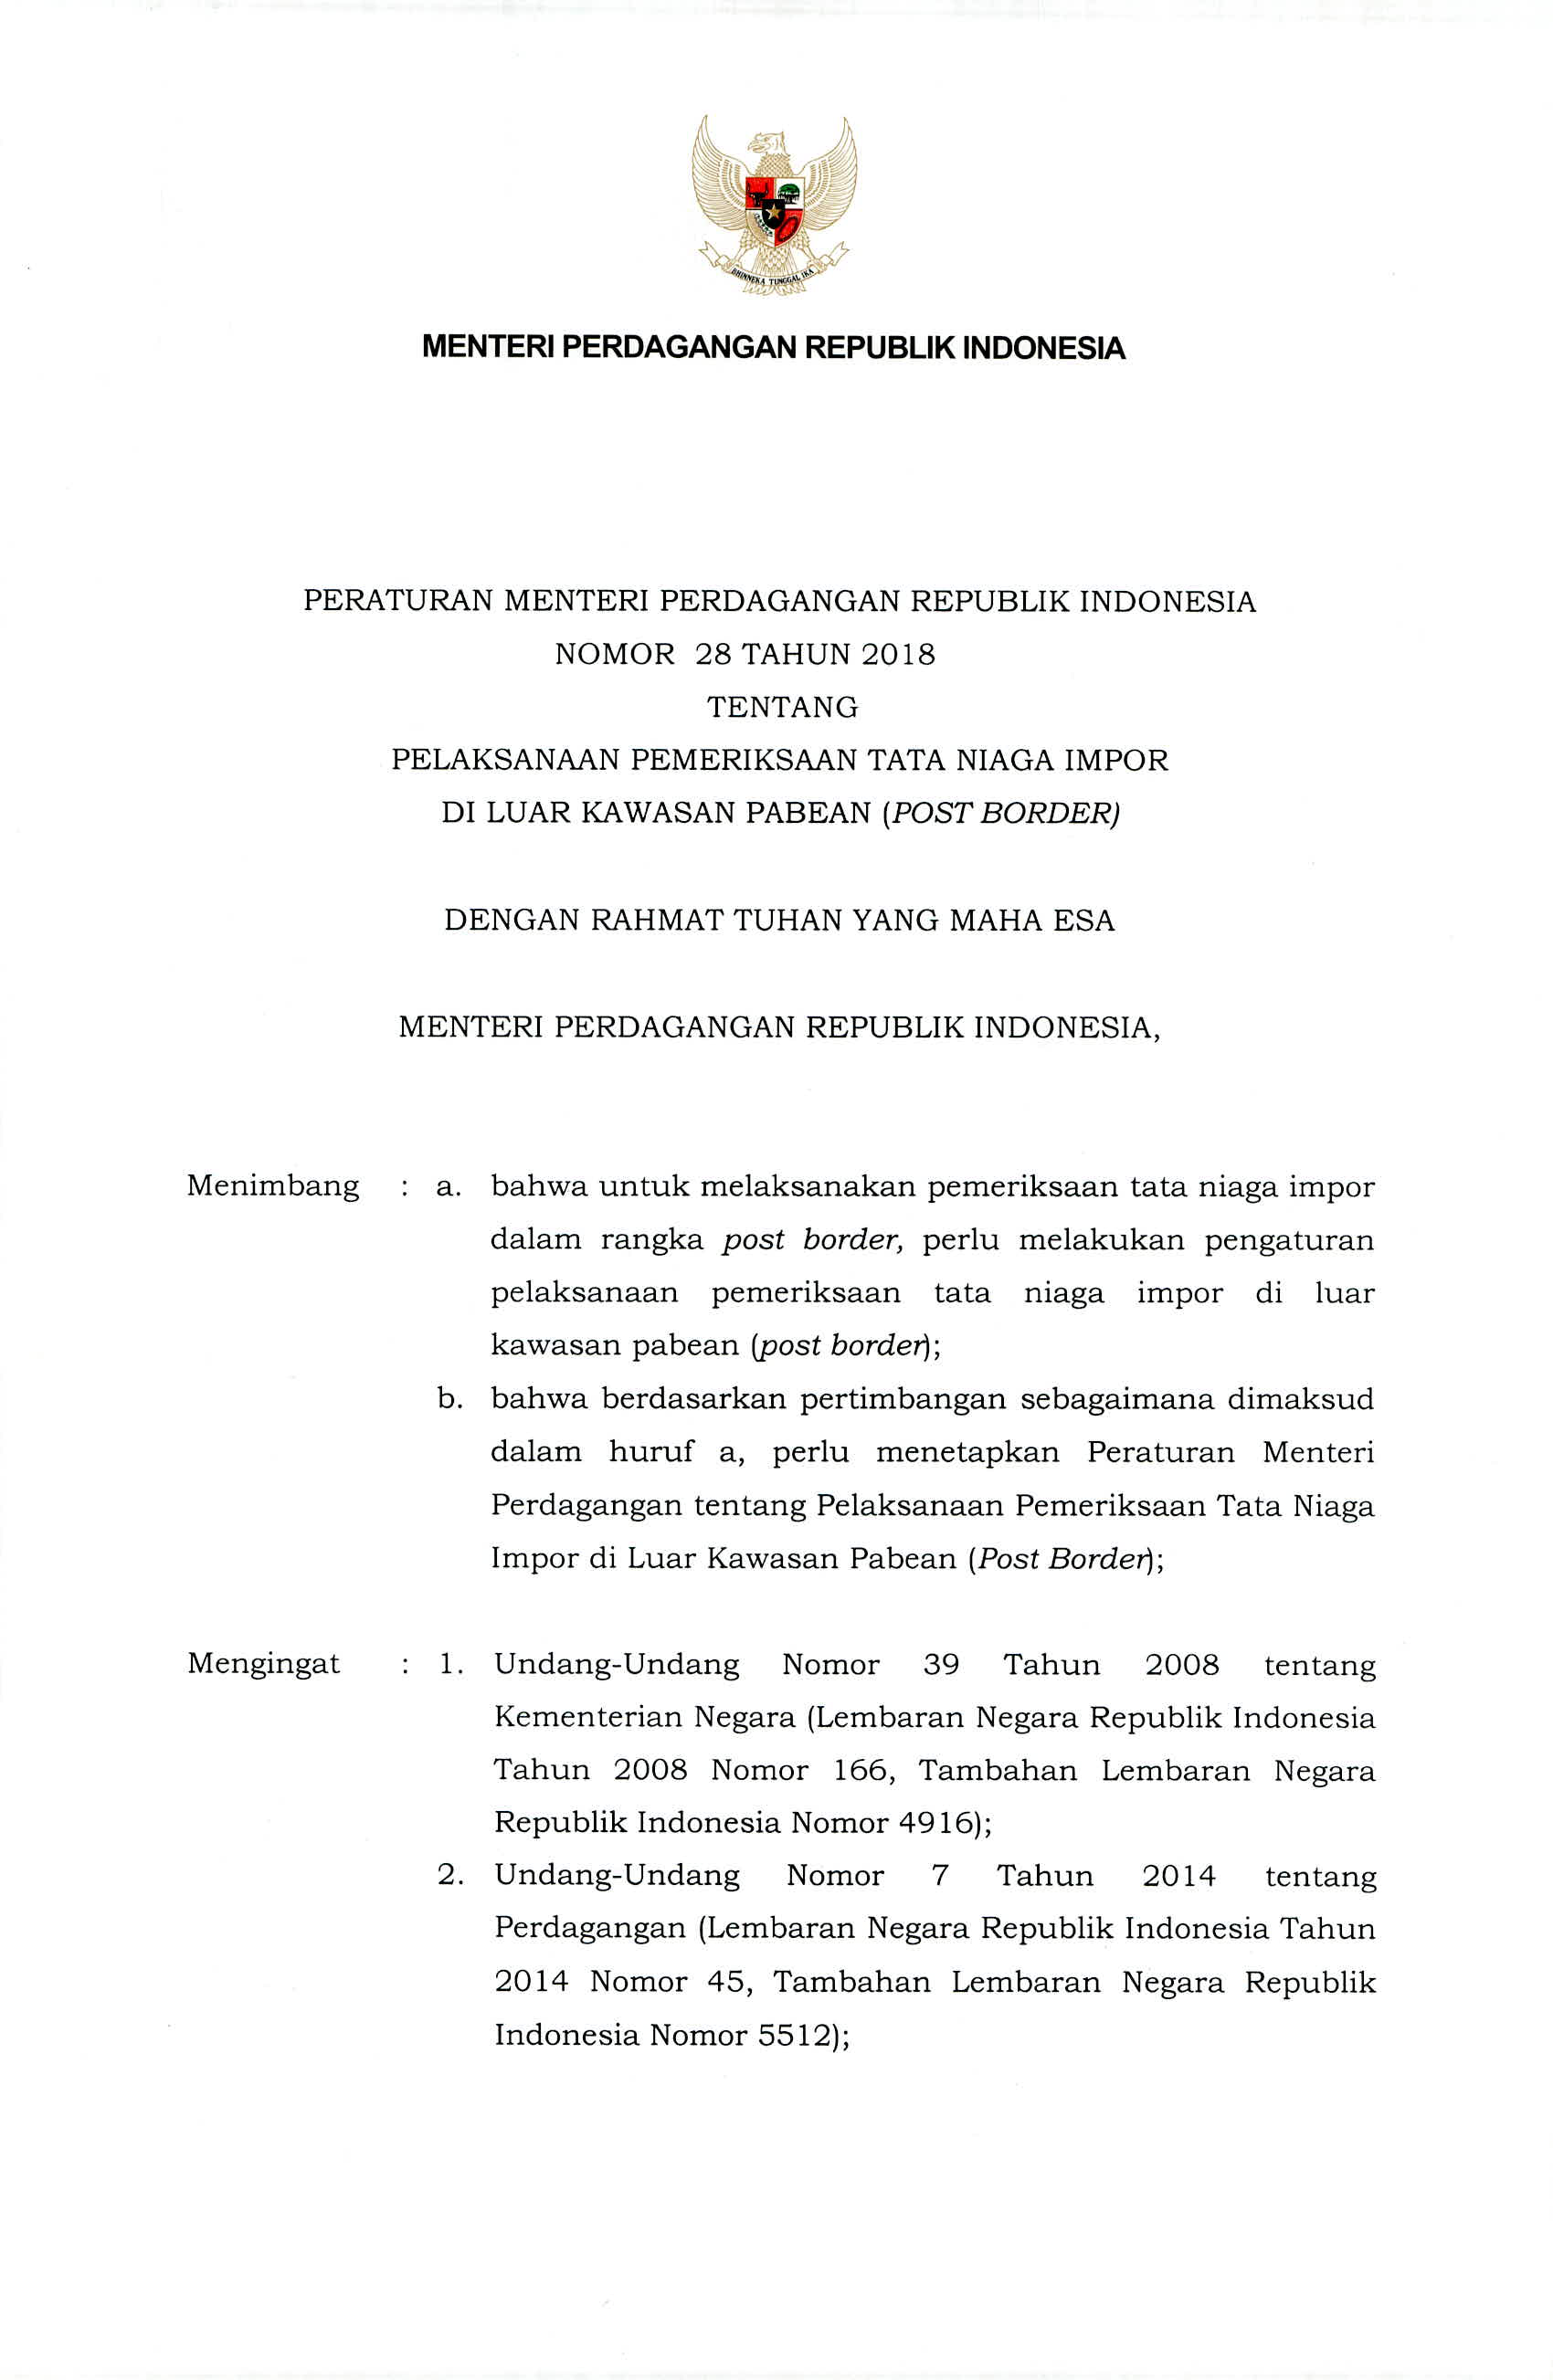 BHINNEKA TUNGGAL IKA
MENTERI PERDAGANGAN REPUBLIK INDONESIA
PERATURAN MENTERI PERDAGANGAN REPUBLIK INDONESIA
NOMOR 28 TAHUN 2018
TENTANG
PELAKSANAAN PEMERIKSAAN TATA NIAGA IMPOR
DI LUAR KAWASAN PABEAN (POST BORDER)
DENGAN RAHMAT TUHAN YANG MAHA ESA
MENTERI PERDAGANGAN REPUBLIK INDONESIA,
Menimbang : a. bahwa untuk melaksanakan pemeriksaan tata niaga impor
dalam rangka post border, perlu melakukan pengaturan
pelaksanaan pemeriksaan tata niaga impor di luar
kawasan pabean (post border);
b. bahwa berdasarkan pertimbangan sebagaimana dimaksud
dalam huruf a, perlu menetapkan Peraturan Menteri
Perdagangan tentang Pelaksanaan Pemeriksaan Tata Niaga
Impor di Luar Kawasan Pabean (Post Border);
Mengingat : 1. Undang-Undang Nomor 39 Tahun 2008 tentang
Kementerian Negara (Lembaran Negara Republik Indonesia
Tahun 2008 Nomor 166, Tambahan Lembaran Negara
Republik Indonesia Nomor 4916);
2. Undang-Undang Nomor 7 Tahun 2014 tentang
Perdagangan (Lembaran Negara Republik Indonesia Tahun
2014 Nomor 45, Tambahan Lembaran Negara Republik
Indonesia Nomor 5512);